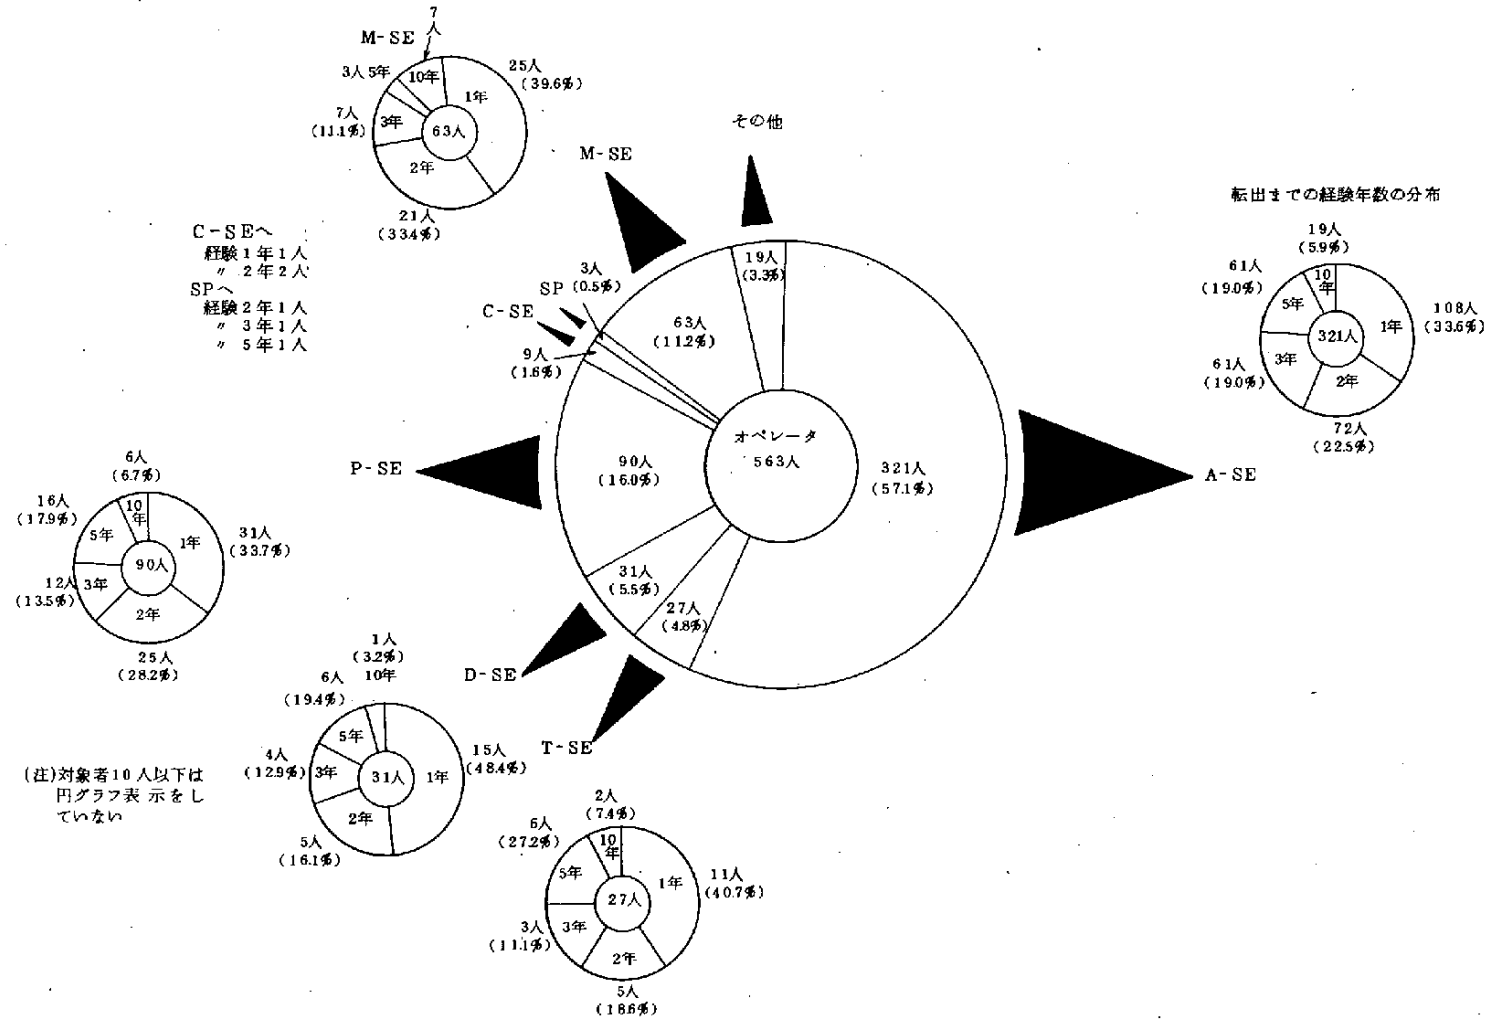 7
人
M-SE
3人 5年
10年
25人
(39.6%)
1年
7人
(11.1%)
3年
63人
2年
21人
(33.4%)
その他
M-SE
転出までの経験年数の分布
19人
(5.9%)
61人
(19.0%)
10
年
5年
108人
(33.6%)
1年
321人
61人
(19.0%)
3年
2年
72人
(22.5%)
C-SEへ
経験1年1人
〃 2年2人
SPへ
経験2年1人
〃 3年1人
〃 5年1人
3人
SP (0.5%)
C-SE
9人
(1.6%)
19人
(3.3%)
63人
(11.2%)
オペレータ
563人
90人
(16.0%)
321人
(57.1%)
31人
(5.5%)
27人
(4.8%)
P-SE
A-SE
6人
(6.7%)
16人
(17.9%)
10
年
5年
31人
(33.7%)
1年
90人
12人
(13.5%)
3年
2年
25人
(28.2%)
D-SE
1人
(3.2%)
10年
6人
(19.4%)
5年
15人
(48.4%)
4人
(12.9%)
3年
31人
1年
2年
5人
(16.1%)
T-SE
2人
(7.4%)
6人
(27.2%)
10
年
5年
11人
(40.7%)
1年
27人
3人
(11.1%)
3年
2年
5人
(18.6%)
(注)対象者10人以下は
円グラフ表示をし
ていない